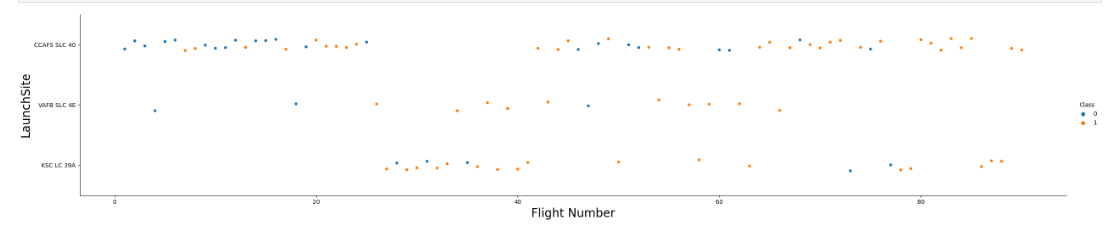 CCAFS SLC 40
VAFB SLC 4E
KSC LC 39A
LaunchSite
0 20 40 60 80
Flight Number
Class
0
1